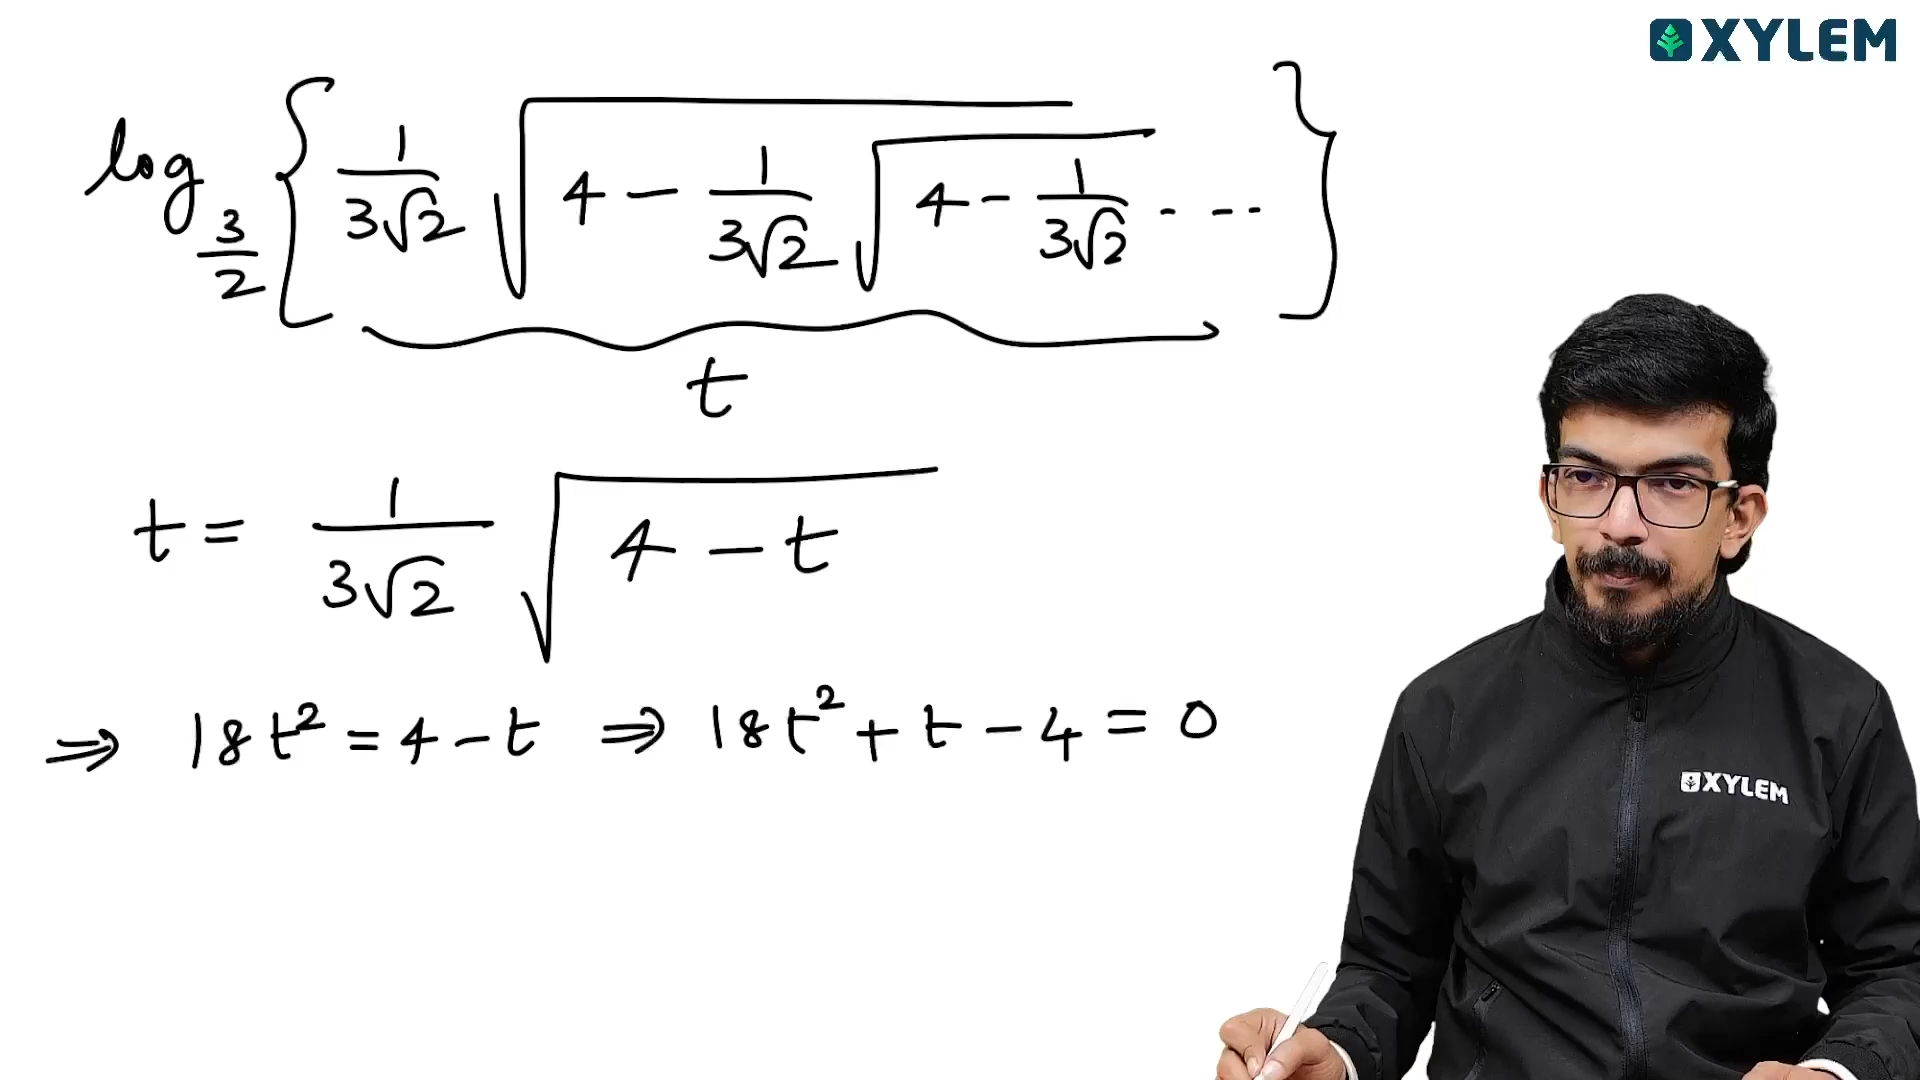 XYLEM
log_{3/2} { 1/(3√2) √(4 − 1/(3√2) √(4 − 1/(3√2) - - - -)) }
t
t = 1/(3√2) √(4 − t)
⇒ 18t² = 4 − t ⇒ 18t² + t − 4 = 0
XYLEM